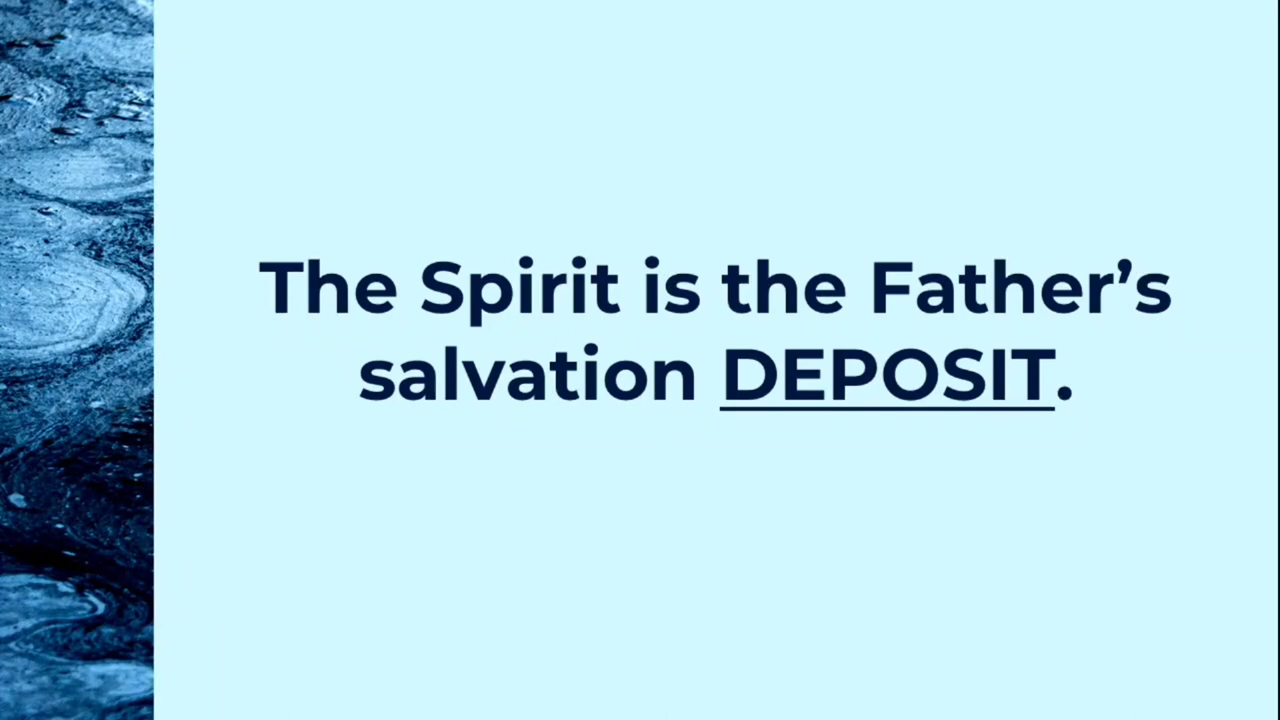 The Spirit is the Father’s
salvation DEPOSIT.